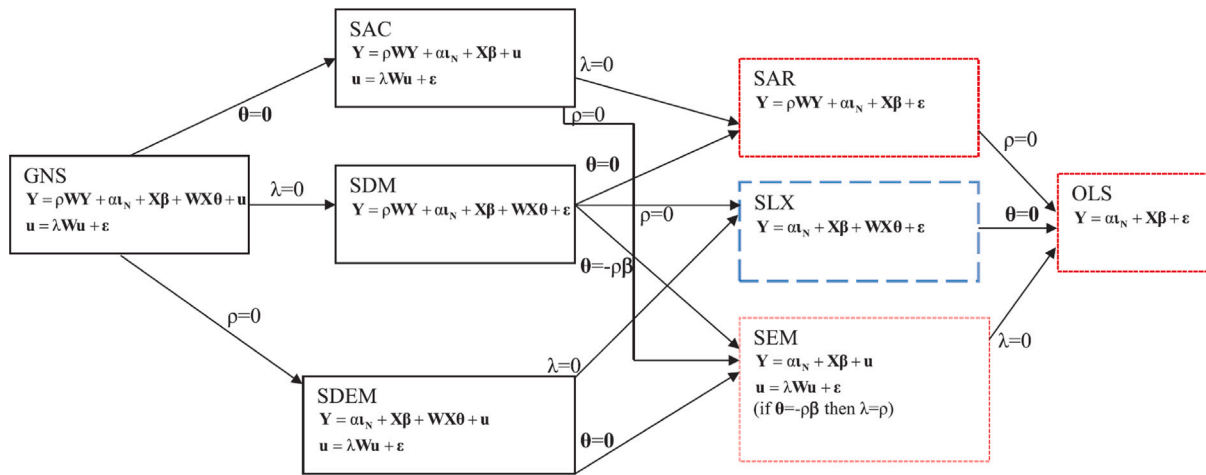 SAC
Y = ρWY + αι_N + Xβ + u
u = λWu + ε
λ=0
ρ=0
θ=0
SAR
Y = ρWY + αι_N + Xβ + ε
ρ=0
GNS
Y = ρWY + αι_N + Xβ + WXθ + u
u = λWu + ε
λ=0
SDM
Y = ρWY + αι_N + Xβ + WXθ + ε
θ=0
ρ=0
θ=-ρβ
SLX
Y = αι_N + Xβ + WXθ + ε
θ=0
OLS
Y = αι_N + Xβ + ε
ρ=0
SDEM
Y = αι_N + Xβ + WXθ + u
u = λWu + ε
λ=0
θ=0
SEM
Y = αι_N + Xβ + u
u = λWu + ε
(if θ=-ρβ then λ=ρ)
λ=0